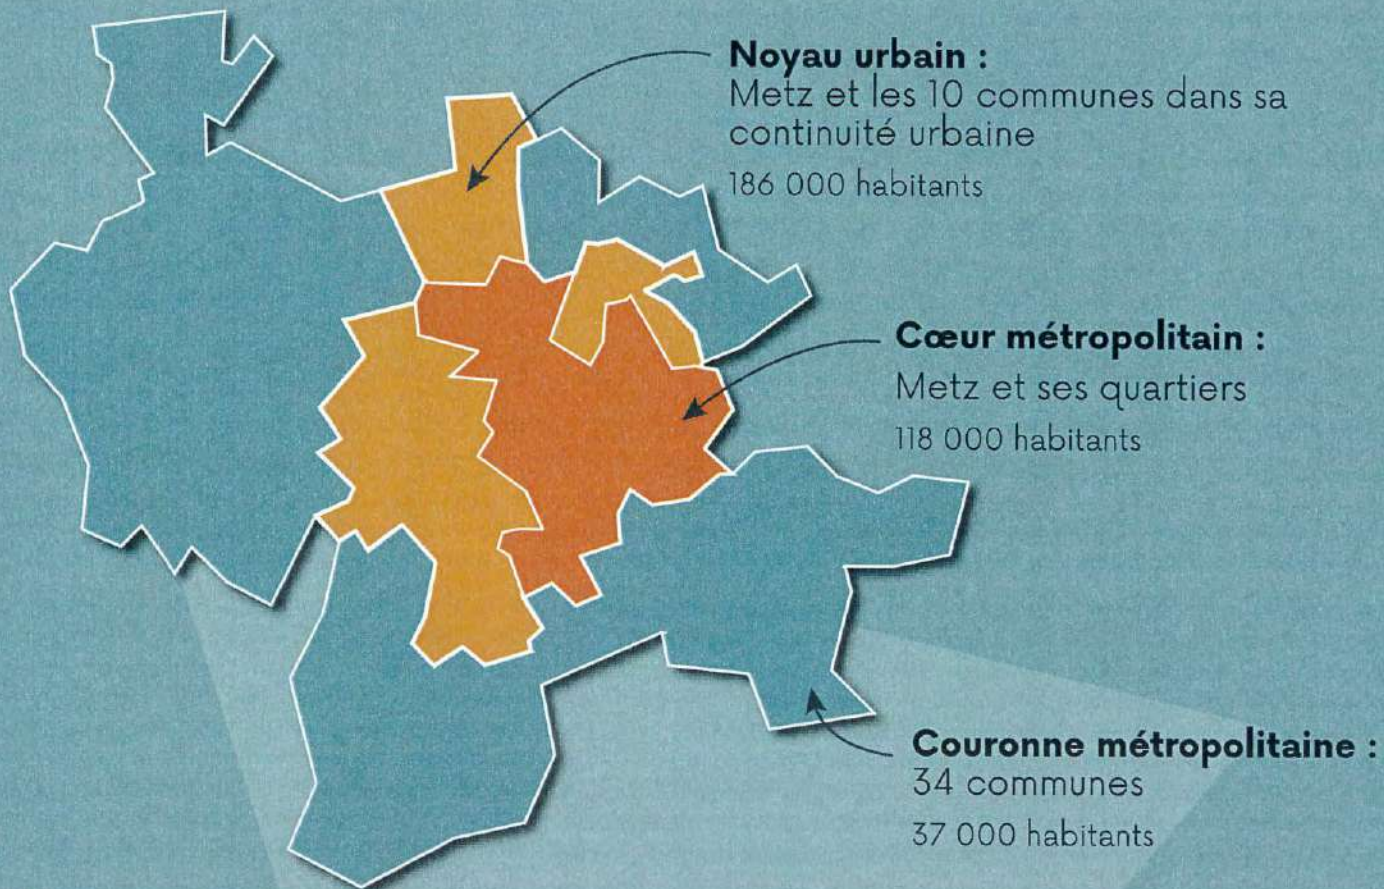 Noyau urbain :
Metz et les 10 communes dans sa
continuité urbaine
186 000 habitants
Cœur métropolitain :
Metz et ses quartiers
118 000 habitants
Couronne métropolitaine :
34 communes
37 000 habitants